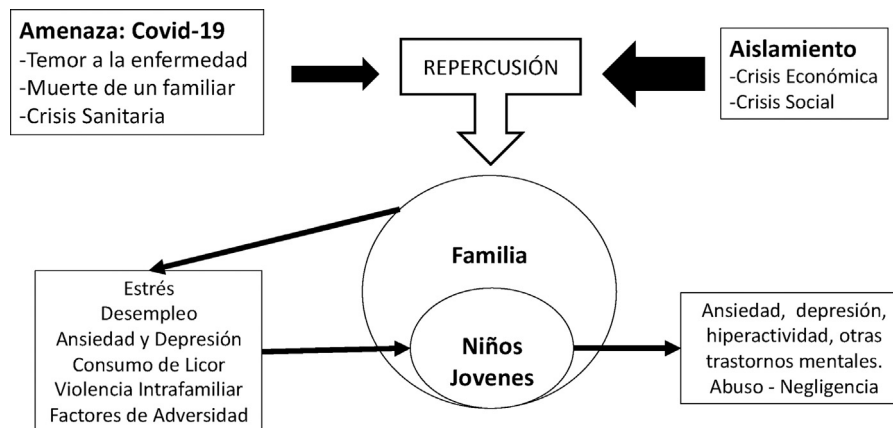 Amenaza: Covid-19
-Temor a la enfermedad
-Muerte de un familiar
-Crisis Sanitaria
REPERCUSIÓN
Aislamiento
-Crisis Económica
-Crisis Social
Familia
Niños
Jovenes
Estrés
Desempleo
Ansiedad y Depresión
Consumo de Licor
Violencia Intrafamiliar
Factores de Adversidad
Ansiedad, depresión,
hiperactividad, otras
trastornos mentales.
Abuso - Negligencia